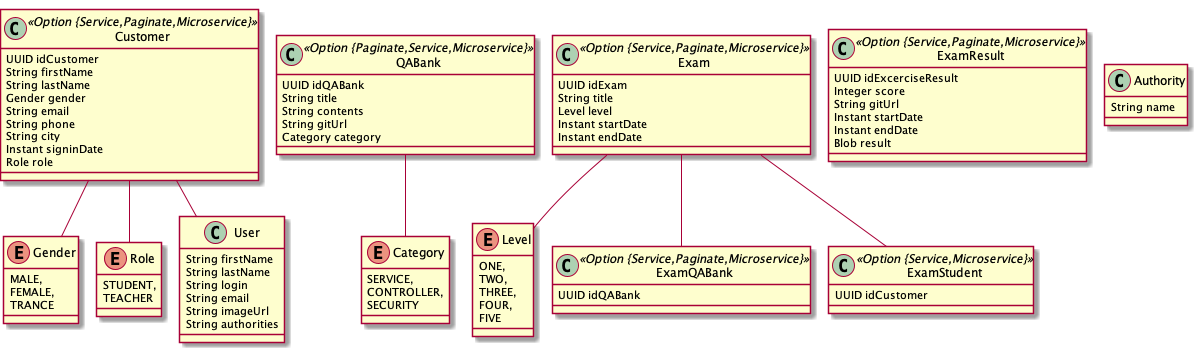 C «Option {Service,Paginate,Microservice}»
Customer
UUID idCustomer
String firstName
String lastName
Gender gender
String email
String phone
String city
Instant signinDate
Role role
C «Option {Paginate,Service,Microservice}»
QABank
UUID idQABank
String title
String contents
String gitUrl
Category category
C «Option {Service,Paginate,Microservice}»
Exam
UUID idExam
String title
Level level
Instant startDate
Instant endDate
C «Option {Service,Paginate,Microservice}»
ExamResult
UUID idExcerciseResult
Integer score
String gitUrl
Instant startDate
Instant endDate
Blob result
C Authority
String name
E Gender
MALE,
FEMALE,
TRANCE
E Role
STUDENT,
TEACHER
C User
String firstName
String lastName
String login
String email
String imageUrl
String authorities
E Category
SERVICE,
CONTROLLER,
SECURITY
E Level
ONE,
TWO,
THREE,
FOUR,
FIVE
C «Option {Service,Paginate,Microservice}»
ExamQABank
UUID idQABank
C «Option {Service,Microservice}»
ExamStudent
UUID idCustomer